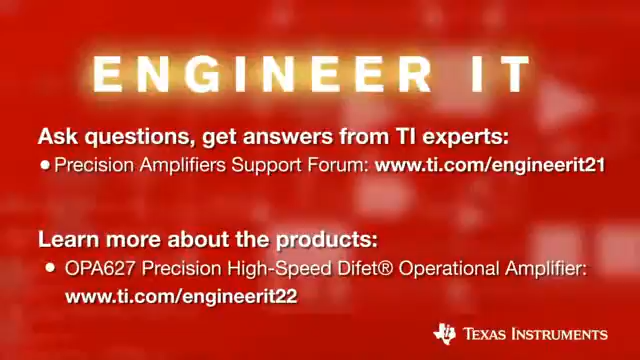 ENGINEER IT
Ask questions, get answers from TI experts:
•Precision Amplifiers Support Forum: www.ti.com/engineerit21
Learn more about the products:
• OPA627 Precision High-Speed Difet® Operational Amplifier:
www.ti.com/engineerit22
TEXAS INSTRUMENTS